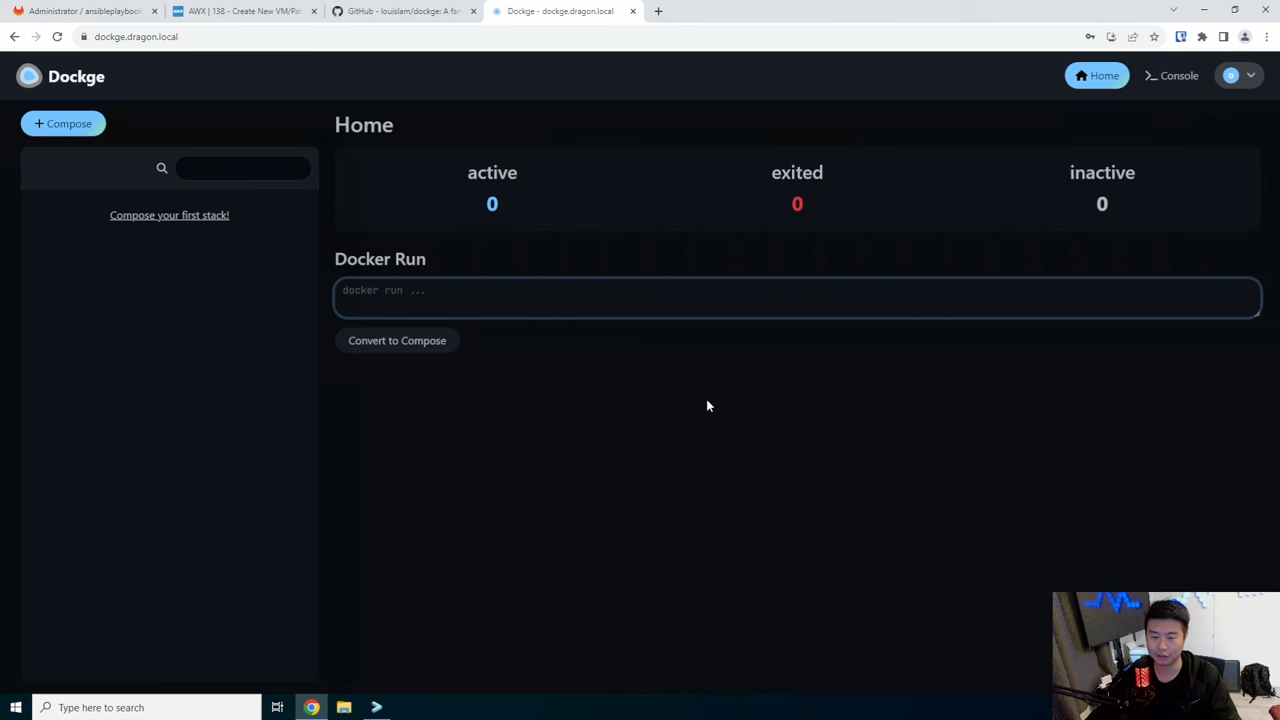 Administrator / ansibleplaybook
AWX | 138 - Create New VM/Pat
GitHub - louislam/dockge: A fan
Dockge - dockge.dragon.local
dockge.dragon.local
Dockge
Home
Console
D
+ Compose
Home
active
exited
inactive
0
0
0
Compose your first stack!
Docker Run
docker run ...
Convert to Compose
Type here to search